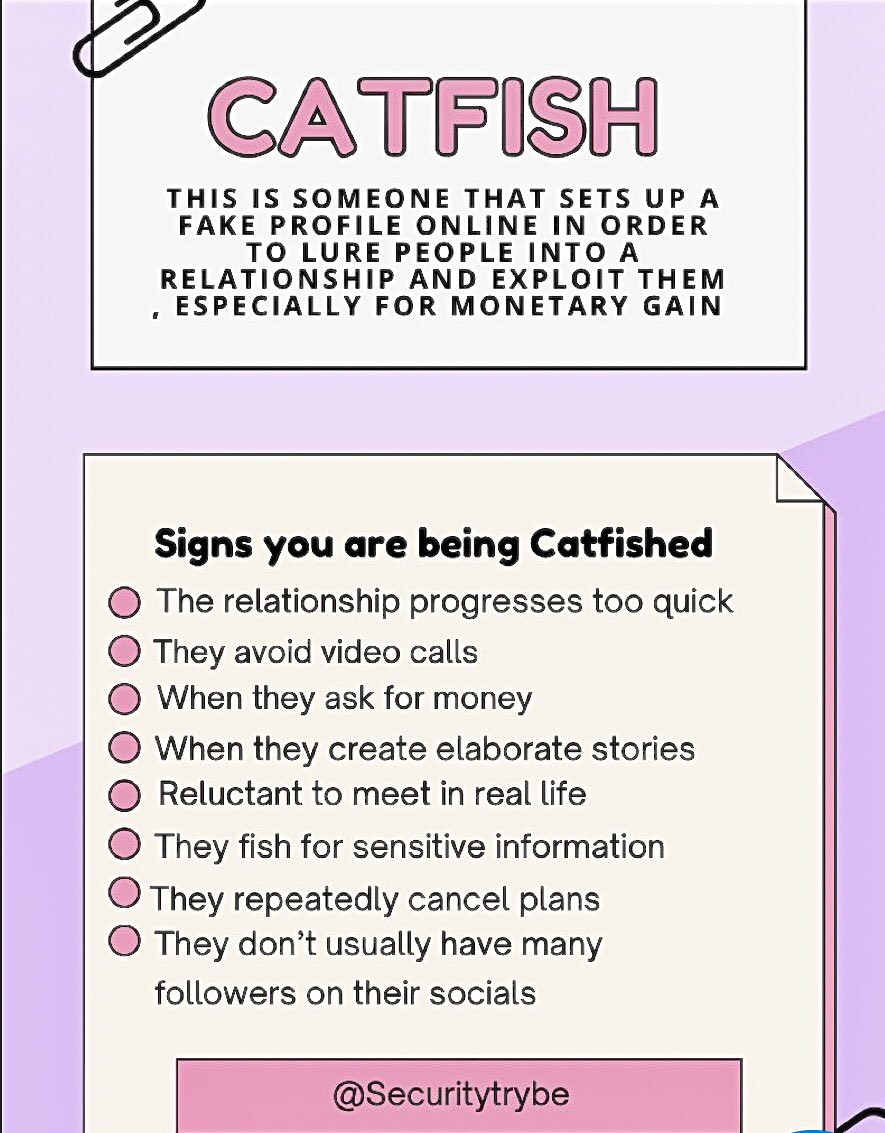 CATFISH
THIS IS SOMEONE THAT SETS UP A
FAKE PROFILE ONLINE IN ORDER
TO LURE PEOPLE INTO A
RELATIONSHIP AND EXPLOIT THEM
, ESPECIALLY FOR MONETARY GAIN
Signs you are being Catfished
The relationship progresses too quick
They avoid video calls
When they ask for money
When they create elaborate stories
Reluctant to meet in real life
They fish for sensitive information
They repeatedly cancel plans
They don’t usually have many
followers on their socials
@Securitytrybe